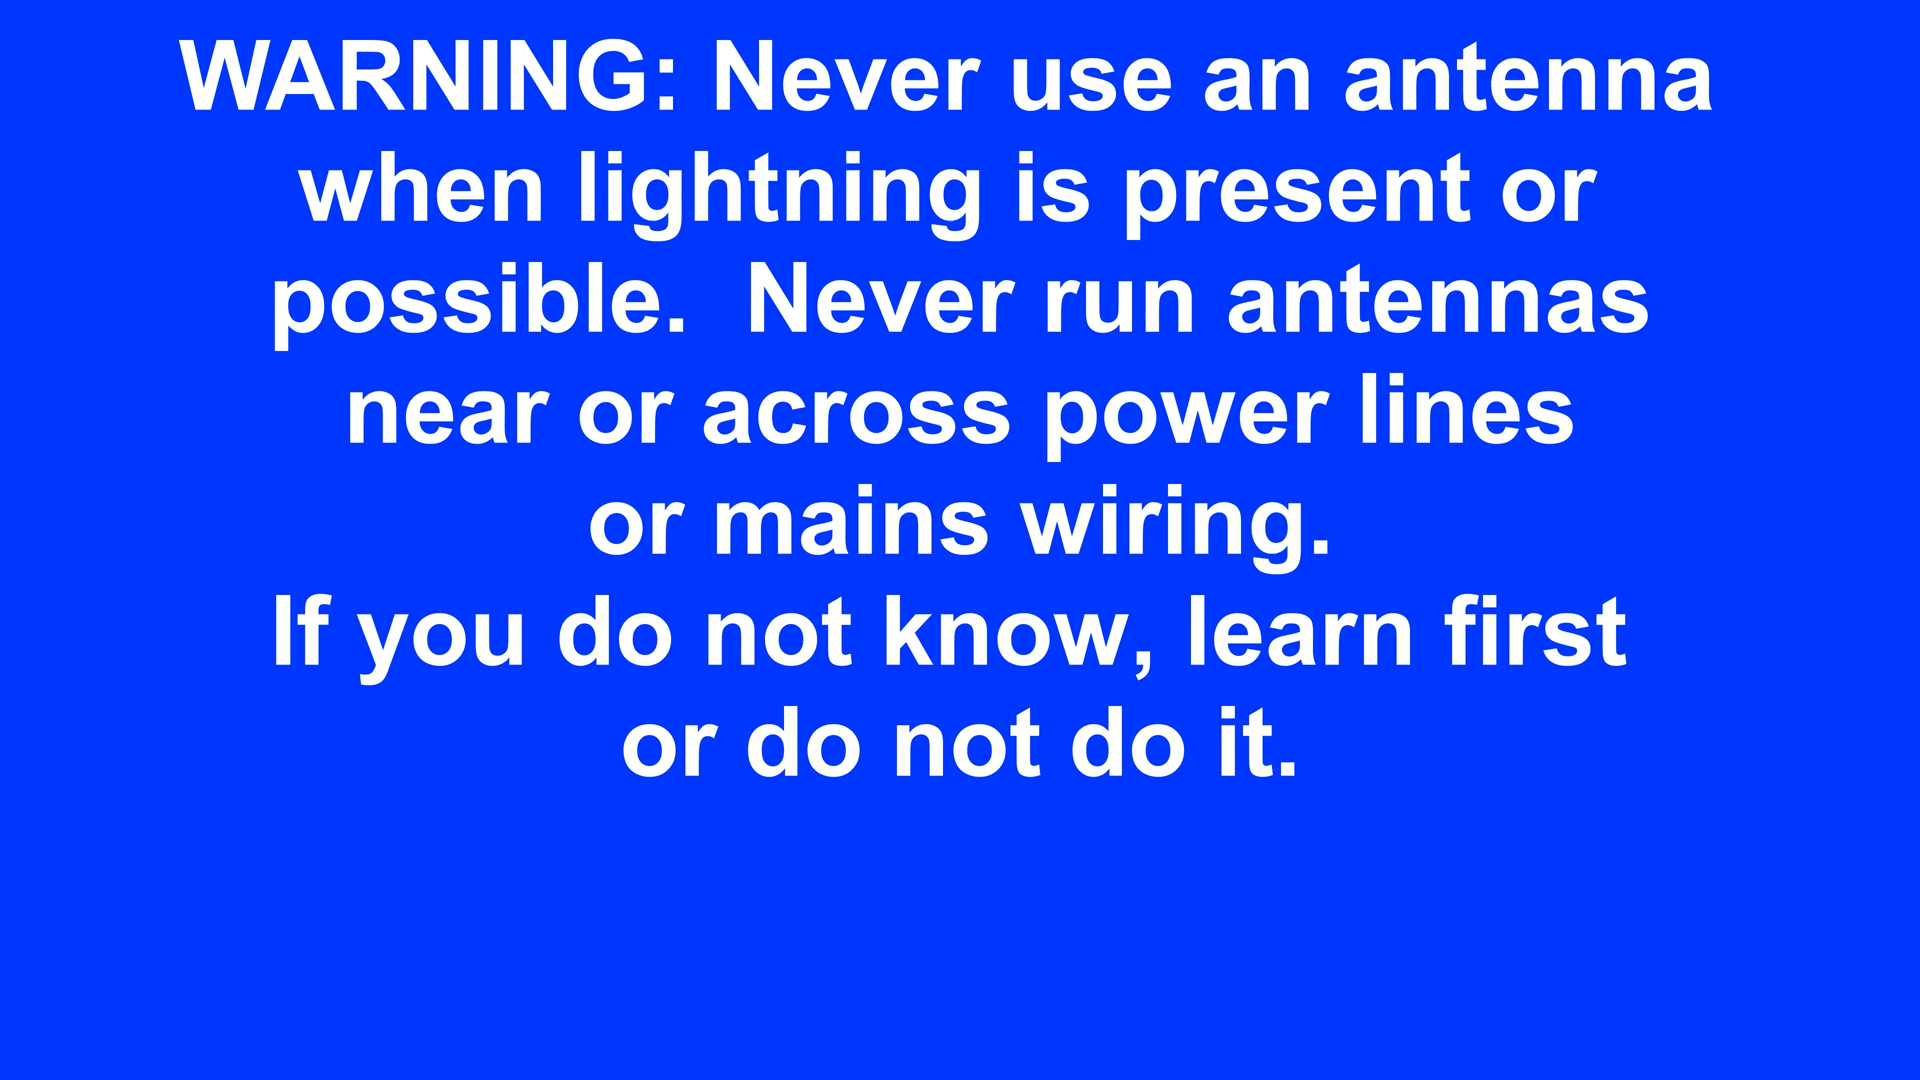 WARNING: Never use an antenna
when lightning is present or
possible.  Never run antennas
near or across power lines
or mains wiring.
If you do not know, learn first
or do not do it.